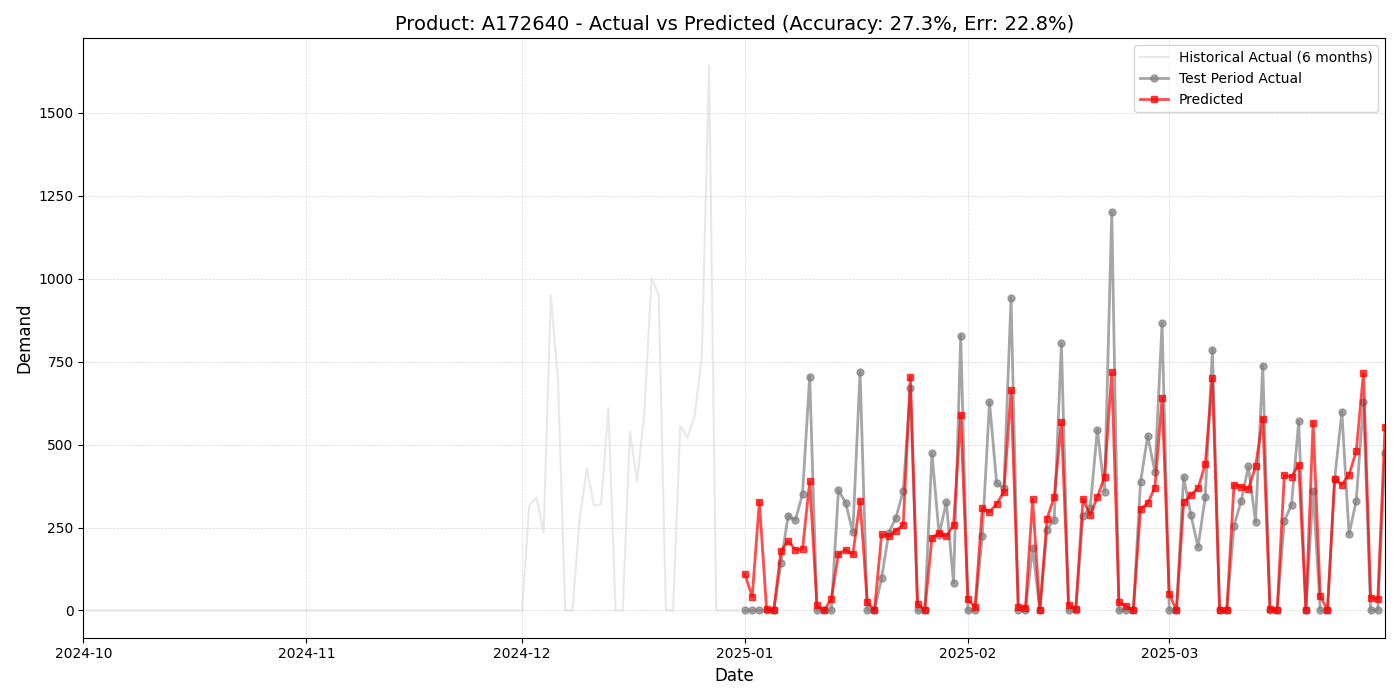 Product: A172640 - Actual vs Predicted (Accuracy: 27.3%, Err: 22.8%)
Historical Actual (6 months)
Test Period Actual
Predicted
Demand
1500
1250
1000
750
500
250
0
2024-10
2024-11
2024-12
2025-01
2025-02
2025-03
Date